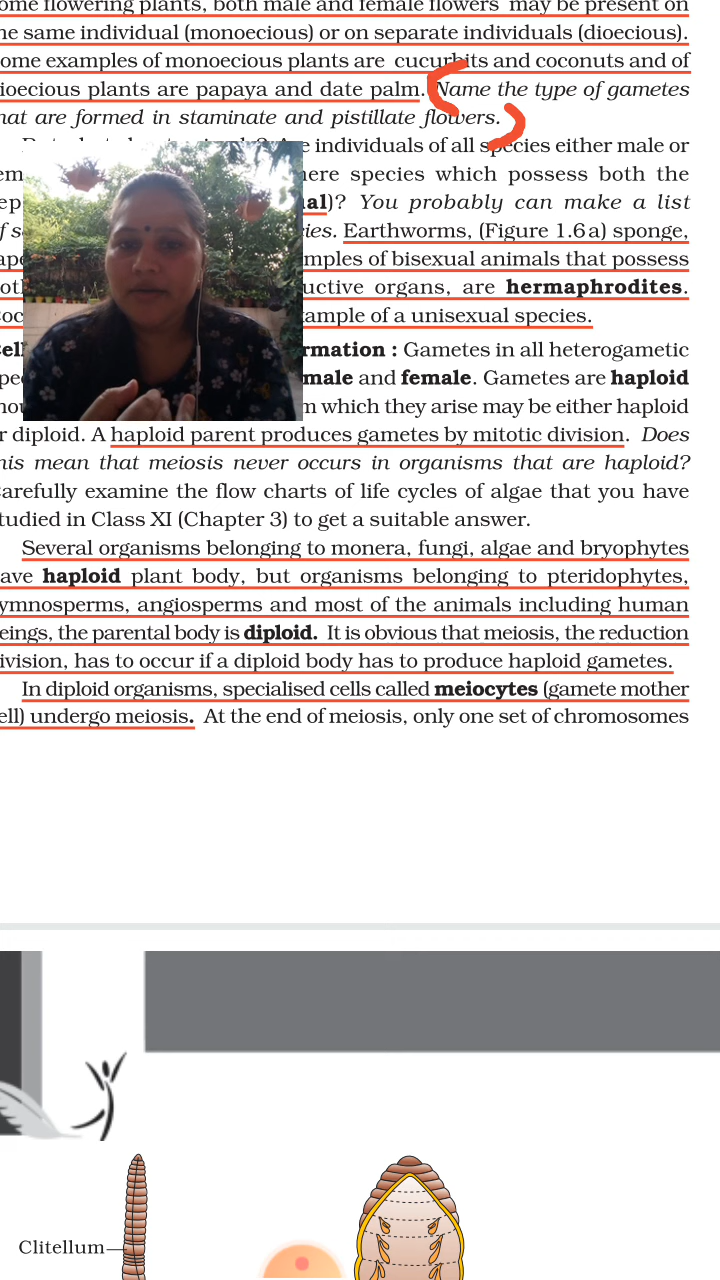 ome flowering plants, both male and female flowers may be present on
he same individual (monoecious) or on separate individuals (dioecious).
ome examples of monoecious plants are cucurbits and coconuts and of
ioecious plants are papaya and date palm. Name the type of gametes
hat are formed in staminate and pistillate flowers.
individuals of all species either male or
em here species which possess both the
ep al)? You probably can make a list
f s ies. Earthworms, (Figure 1.6a) sponge,
ape mples of bisexual animals that possess
otl uctive organs, are hermaphrodites.
oc ample of a unisexual species.
ell rmation : Gametes in all heterogametic
pe male and female. Gametes are haploid
hou m which they arise may be either haploid
r diploid. A haploid parent produces gametes by mitotic division. Does
his mean that meiosis never occurs in organisms that are haploid?
arefully examine the flow charts of life cycles of algae that you have
tudied in Class XI (Chapter 3) to get a suitable answer.
Several organisms belonging to monera, fungi, algae and bryophytes
ave haploid plant body, but organisms belonging to pteridophytes,
ymnosperms, angiosperms and most of the animals including human
eings, the parental body is diploid. It is obvious that meiosis, the reduction
ivision, has to occur if a diploid body has to produce haploid gametes.
In diploid organisms, specialised cells called meiocytes (gamete mother
ell) undergo meiosis. At the end of meiosis, only one set of chromosomes
Clitellum